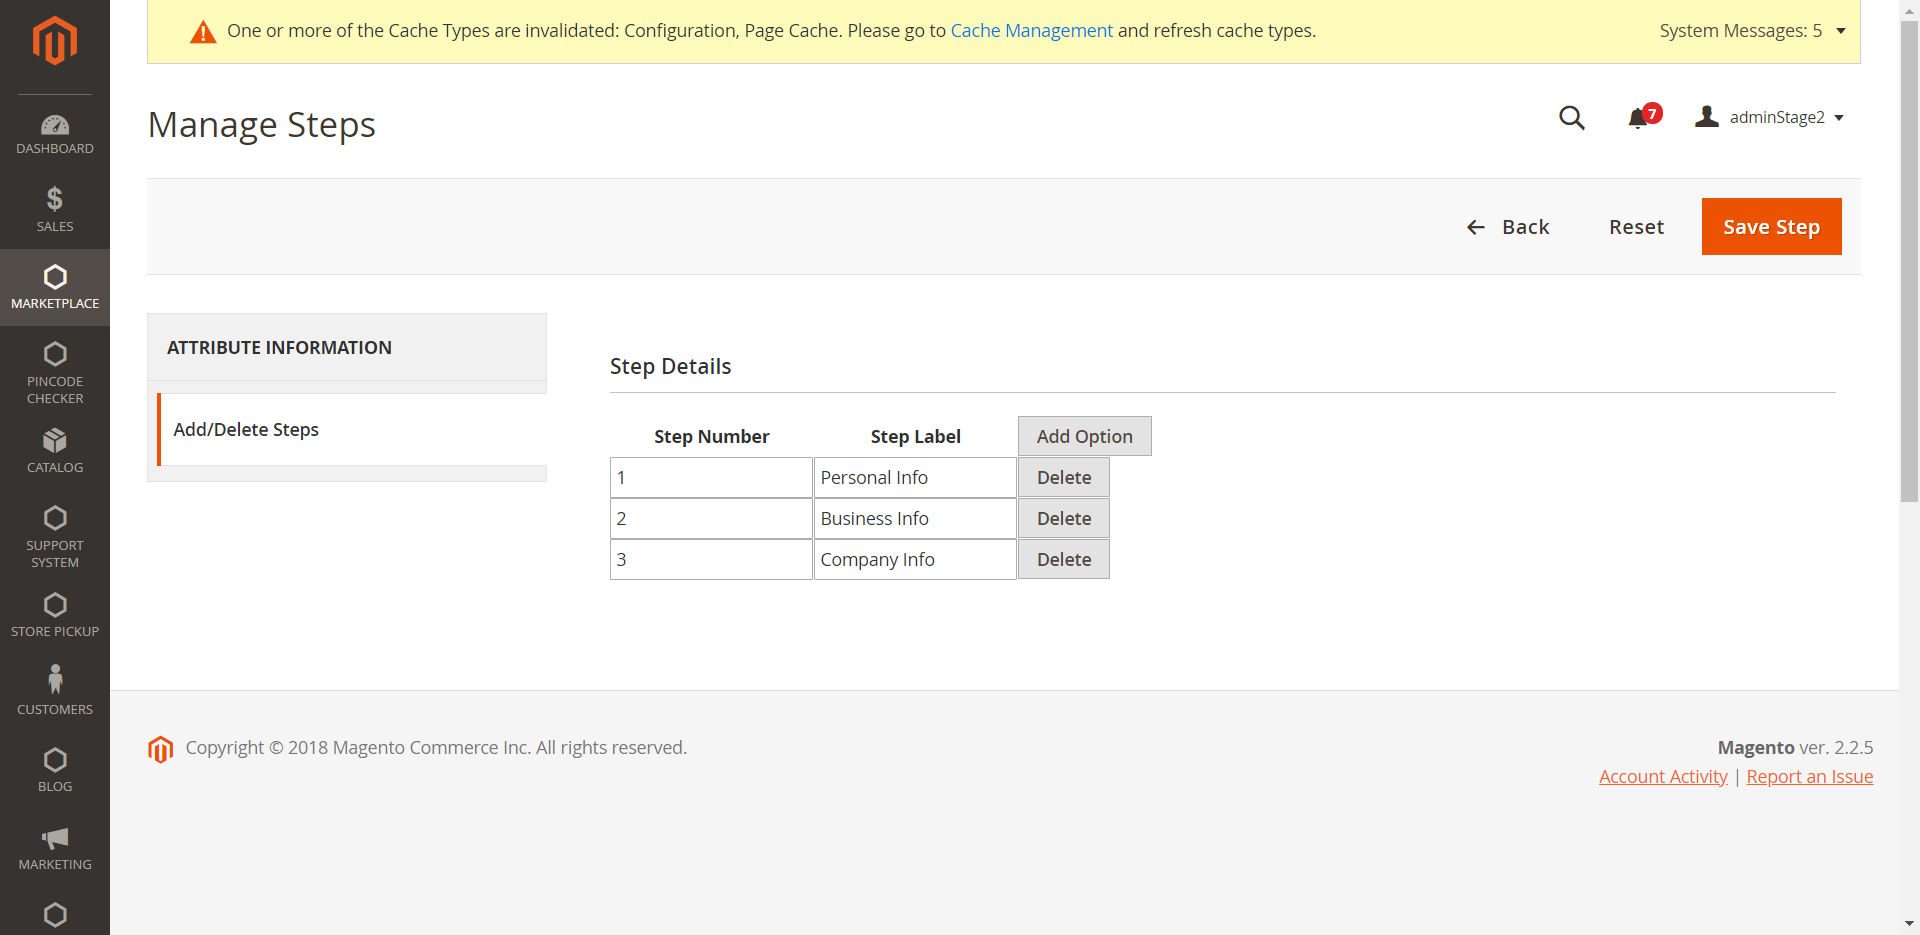 One or more of the Cache Types are invalidated: Configuration, Page Cache. Please go to Cache Management and refresh cache types.
System Messages: 5
Manage Steps
7
adminStage2
Back
Reset
Save Step
DASHBOARD
SALES
MARKETPLACE
PINCODE
CHECKER
CATALOG
SUPPORT
SYSTEM
STORE PICKUP
CUSTOMERS
BLOG
MARKETING
ATTRIBUTE INFORMATION
Add/Delete Steps
Step Details
Step Number Step Label Add Option
1 Personal Info Delete
2 Business Info Delete
3 Company Info Delete
Copyright © 2018 Magento Commerce Inc. All rights reserved.
Magento ver. 2.2.5
Account Activity | Report an Issue